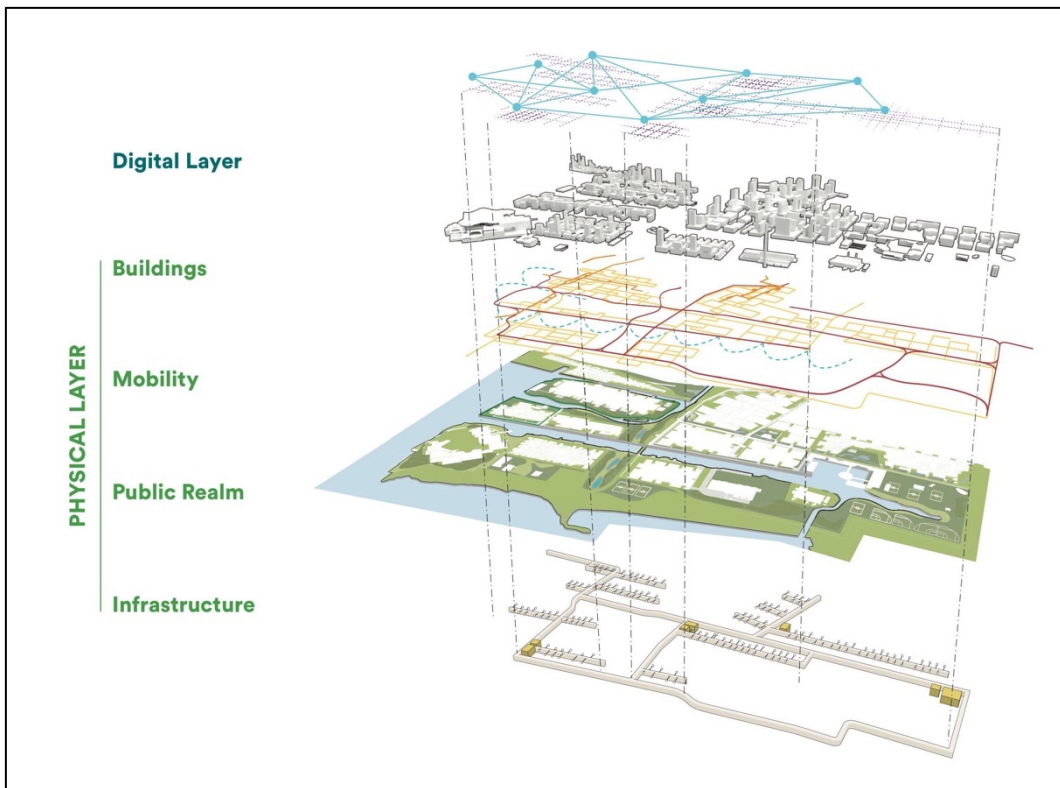 Digital Layer
Buildings
PHYSICAL LAYER
Mobility
Public Realm
Infrastructure